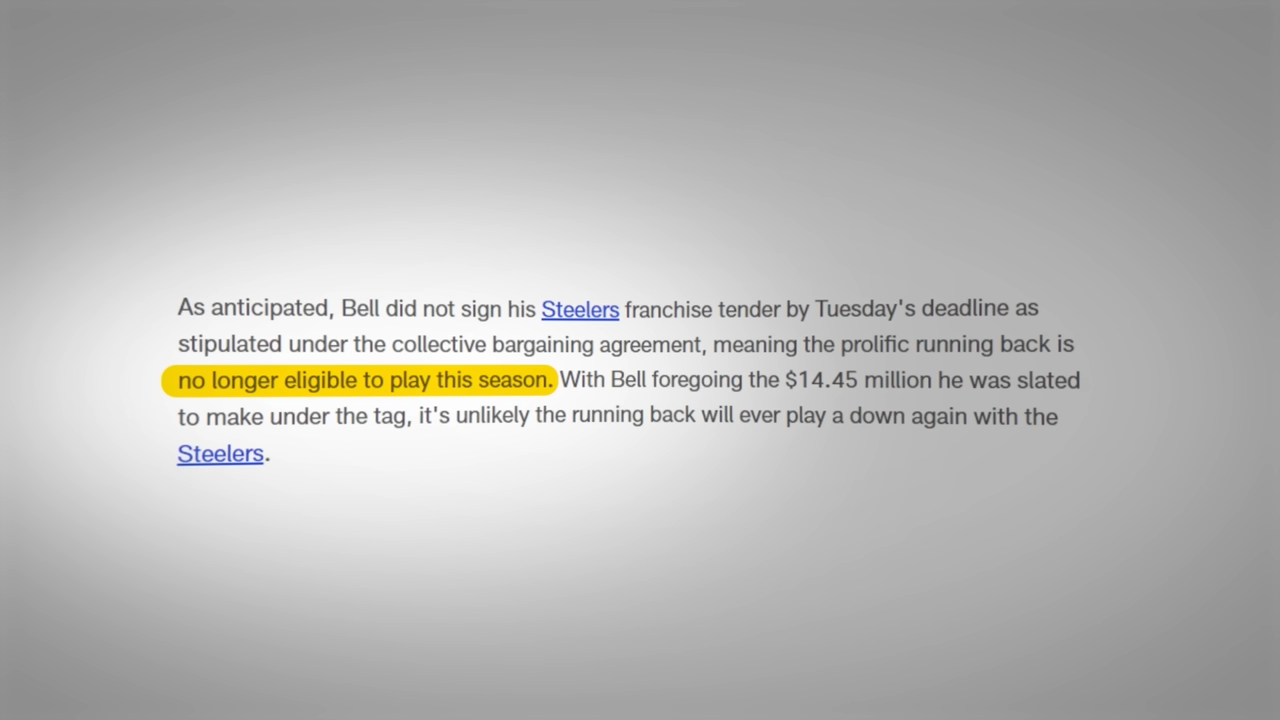 As anticipated, Bell did not sign his Steelers franchise tender by Tuesday's deadline as
stipulated under the collective bargaining agreement, meaning the prolific running back is
no longer eligible to play this season. With Bell foregoing the $14.45 million he was slated
to make under the tag, it's unlikely the running back will ever play a down again with the
Steelers.